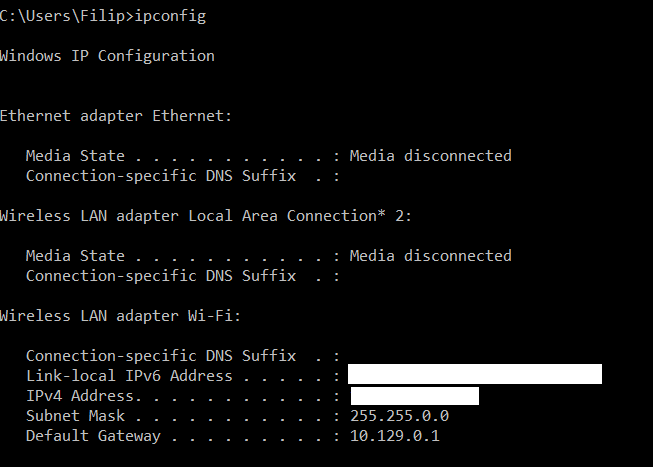 C:\Users\Filip>ipconfig
Windows IP Configuration
Ethernet adapter Ethernet:
Media State . . . . . . . . . . . : Media disconnected
Connection-specific DNS Suffix  . :
Wireless LAN adapter Local Area Connection* 2:
Media State . . . . . . . . . . . : Media disconnected
Connection-specific DNS Suffix  . :
Wireless LAN adapter Wi-Fi:
Connection-specific DNS Suffix  . :
Link-local IPv6 Address . . . . . :
IPv4 Address. . . . . . . . . . . :
Subnet Mask . . . . . . . . . . . : 255.255.0.0
Default Gateway . . . . . . . . . : 10.129.0.1